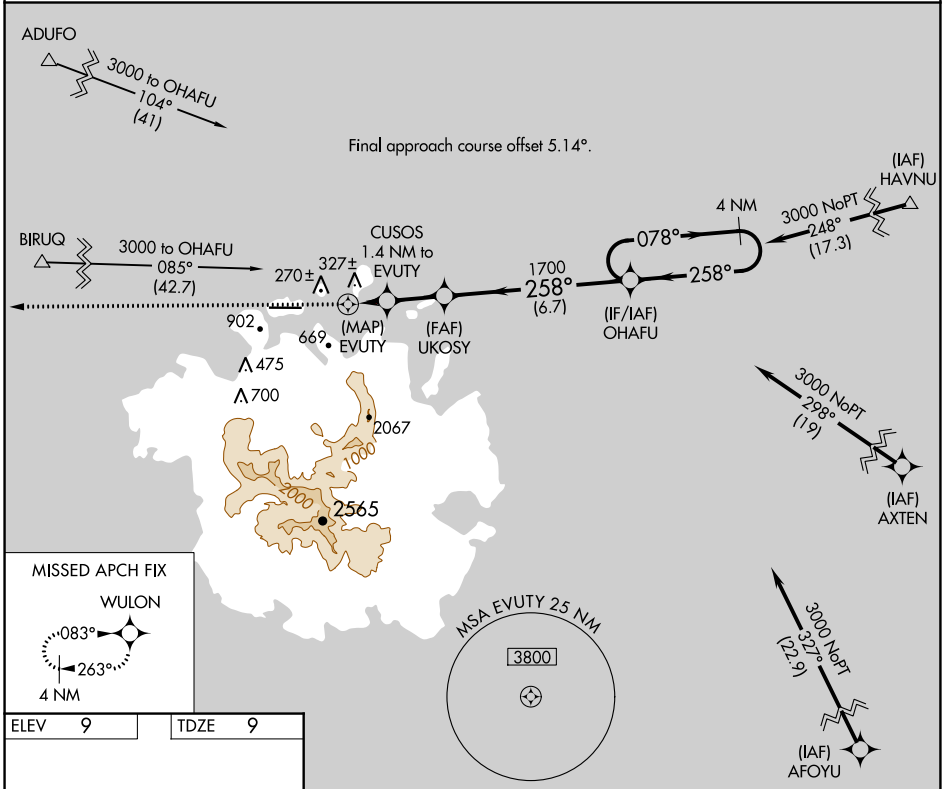 ADUFO
3000 to OHAFU
104°
(41)
Final approach course offset 5.14°.
(IAF)
HAVNU
3000 NoPT
248°
(17.3)
4 NM
078°
258°
(IF/IAF)
OHAFU
1700
258°
(6.7)
CUSOS
1.4 NM to
EVUTY
BIRUQ
3000 to OHAFU
085°
(42.7)
270±
327±
(MAP)
EVUTY
(FAF)
UKOSY
902
669
475
700
2067
1000
2000
2565
3000 NoPT
298°
(19)
(IAF)
AXTEN
MISSED APCH FIX
WULON
083°
263°
4 NM
MSA EVUTY 25 NM
3800
3000 NoPT
327°
(22.9)
(IAF)
AFOYU
ELEV 9
TDZE 9